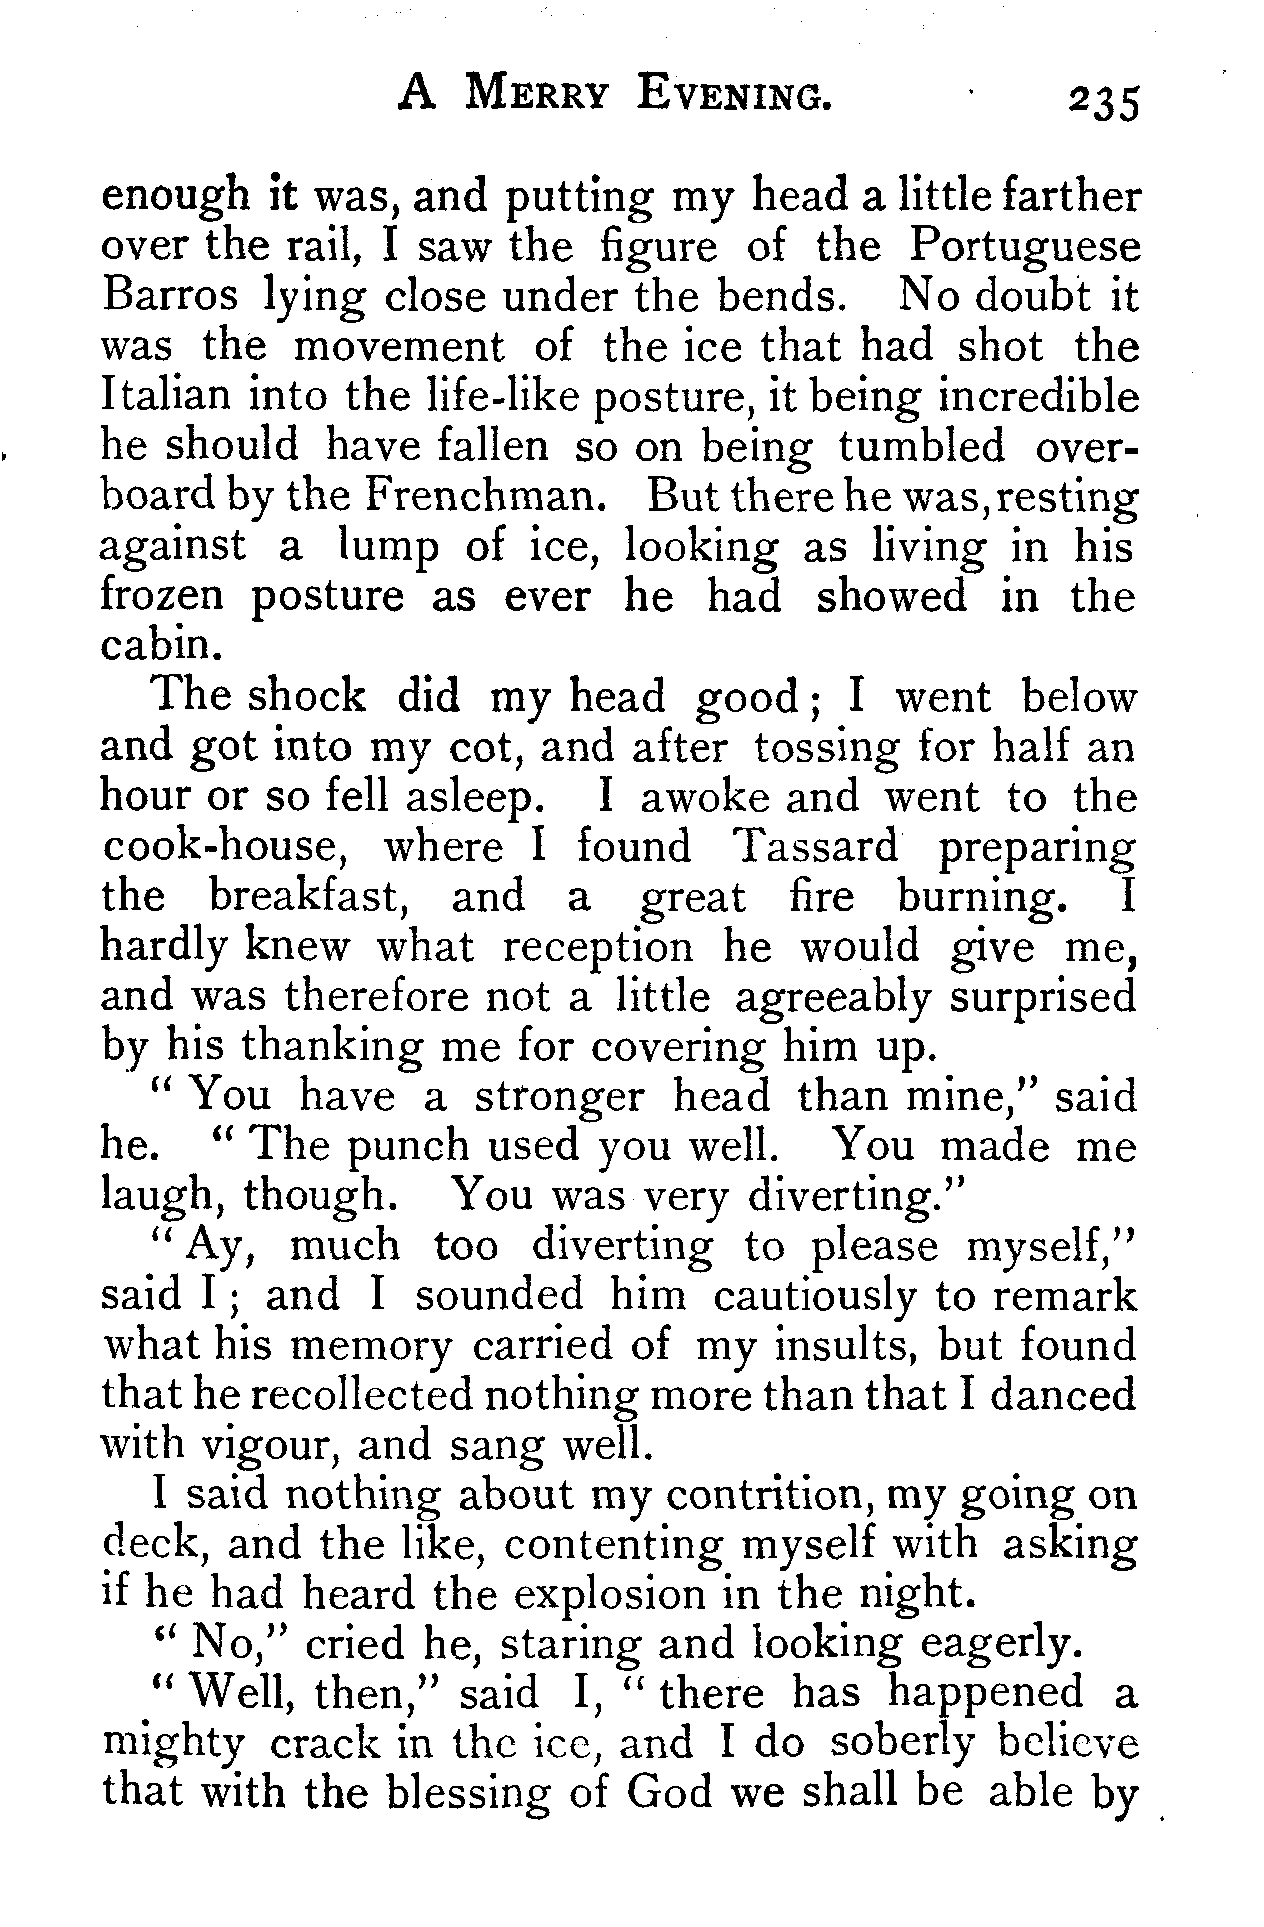 A MERRY EVENING. 235
enough it was, and putting my head a little farther
over the rail, I saw the figure of the Portuguese
Barros lying close under the bends. No doubt it
was the movement of the ice that had shot the
Italian into the life-like posture, it being incredible
he should have fallen so on being tumbled over-
board by the Frenchman. But there he was, resting
against a lump of ice, looking as living in his
frozen posture as ever he had showed in the
cabin.
The shock did my head good; I went below
and got into my cot, and after tossing for half an
hour or so fell asleep. I awoke and went to the
cook-house, where I found Tassard preparing
the breakfast, and a great fire burning. I
hardly knew what reception he would give me,
and was therefore not a little agreeably surprised
by his thanking me for covering him up.
"You have a stronger head than mine," said
he. "The punch used you well. You made me
laugh, though. You was very diverting."
"Ay, much too diverting to please myself,"
said I; and I sounded him cautiously to remark
what his memory carried of my insults, but found
that he recollected nothing more than that I danced
with vigour, and sang well.
I said nothing about my contrition, my going on
deck, and the like, contenting myself with asking
if he had heard the explosion in the night.
"No," cried he, staring and looking eagerly.
"Well, then," said I, "there has happened a
mighty crack in the ice, and I do soberly believe
that with the blessing of God we shall be able by